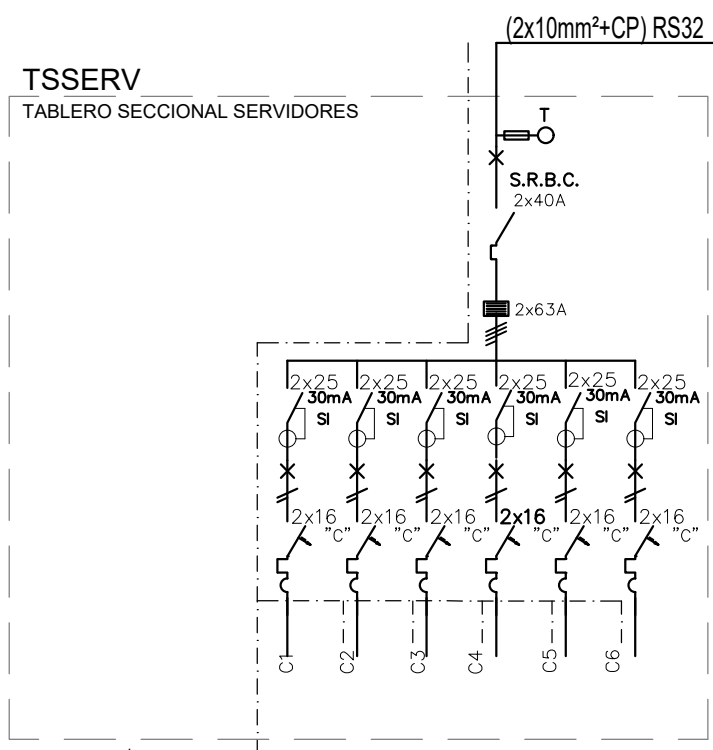 (2x10mm²+CP) RS32
TSSERV
TABLERO SECCIONAL SERVIDORES
T
S.R.B.C.
2x40A
2x63A
2x25 2x25 2x25 2x25 2x25 2x25
30mA 30mA 30mA 30mA 30mA 30mA
SI SI SI SI SI SI
2x16 2x16 2x16 2x16 2x16 2x16
"C" "C" "C" "C" "C" "C"
C1 C2 C3 C4 C5 C6